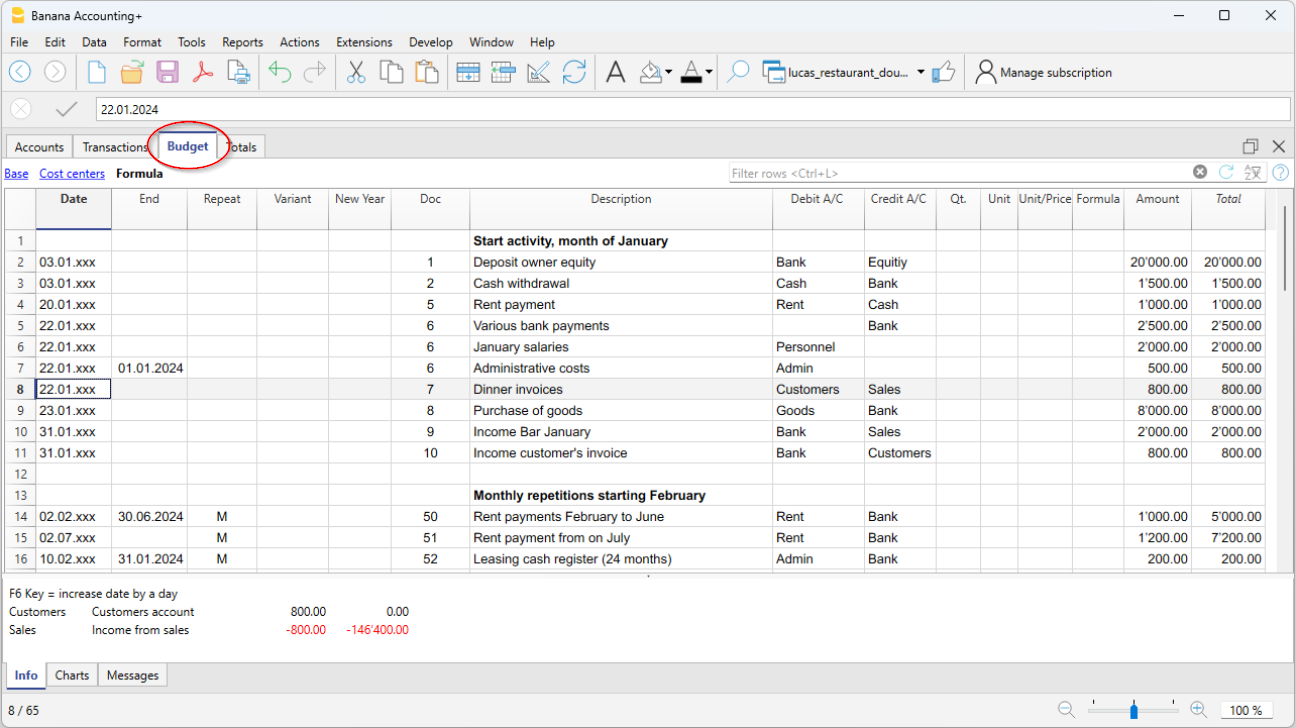 Banana Accounting+
File Edit Data Format Tools Reports Actions Extensions Develop Window Help
lucas_restaurant_dou... Manage subscription
22.01.2024
Accounts Transactions Budget Totals
Base Cost centers Formula Filter rows <Ctrl+L>
Date End Repeat Variant New Year Doc Description Debit A/C Credit A/C Qt. Unit Unit/Price Formula Amount Total
1 Start activity, month of January
2 03.01.xxx 1 Deposit owner equity Bank Equitiy 20'000.00 20'000.00
3 03.01.xxx 2 Cash withdrawal Cash Bank 1'500.00 1'500.00
4 20.01.xxx 5 Rent payment Rent Cash 1'000.00 1'000.00
5 22.01.xxx 6 Various bank payments Bank 2'500.00 2'500.00
6 22.01.xxx 6 January salaries Personnel 2'000.00 2'000.00
7 22.01.xxx 01.01.2024 6 Administrative costs Admin 500.00 500.00
8 22.01.xxx 7 Dinner invoices Customers Sales 800.00 800.00
9 23.01.xxx 8 Purchase of goods Goods Bank 8'000.00 8'000.00
10 31.01.xxx 9 Income Bar January Bank Sales 2'000.00 2'000.00
11 31.01.xxx 10 Income customer's invoice Bank Customers 800.00 800.00
12
13 Monthly repetitions starting February
14 02.02.xxx 30.06.2024 M 50 Rent payments February to June Rent Bank 1'000.00 5'000.00
15 02.07.xxx M 51 Rent payment from on July Rent Bank 1'200.00 7'200.00
16 10.02.xxx 31.01.2024 M 52 Leasing cash register (24 months) Admin Bank 200.00 200.00
F6 Key = increase date by a day
Customers Customers account 800.00 0.00
Sales Income from sales -800.00 -146'400.00
Info Charts Messages
8 / 65 100 %